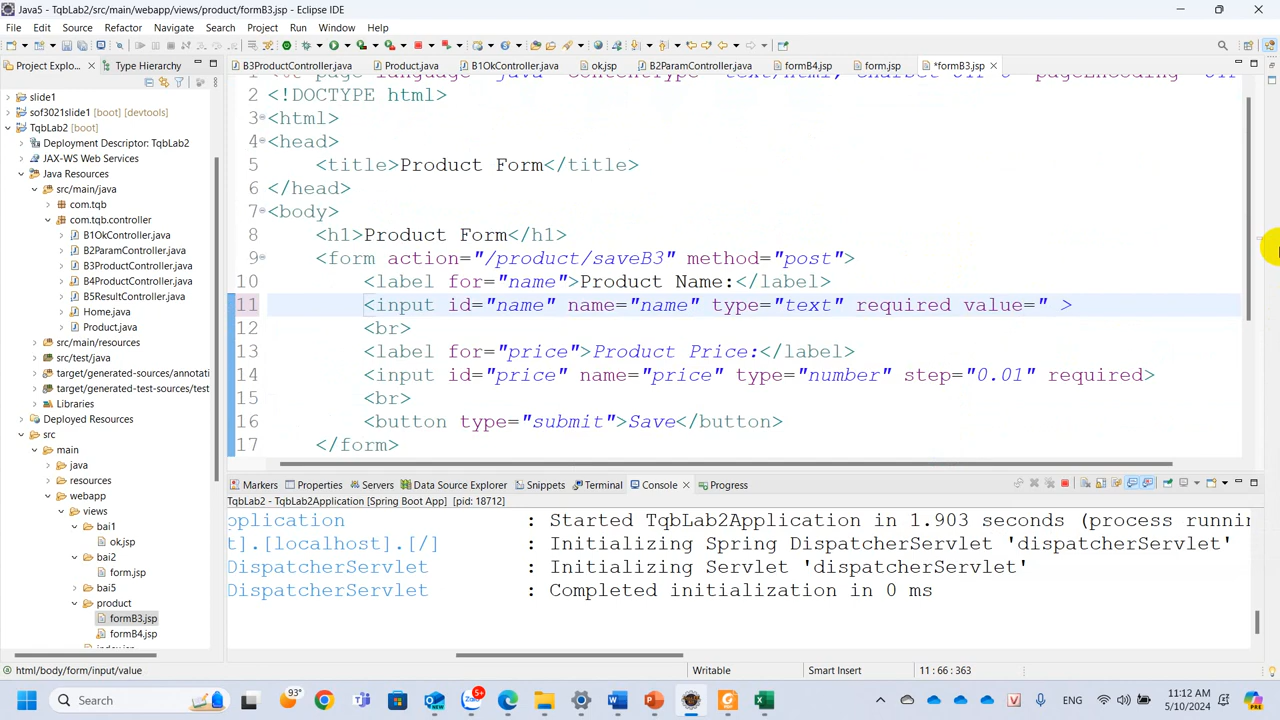 Java5 - TqbLab2/src/main/webapp/views/product/formB3.jsp - Eclipse IDE
File Edit Source Refactor Navigate Search Project Run Window Help
Project Explo... Type Hierarchy
B3ProductController.java Product.java B1OkController.java ok.jsp B2ParamController.java formB4.jsp form.jsp *formB3.jsp
slide1
sof3021slide1 [boot] [devtools]
TqbLab2 [boot]
Deployment Descriptor: TqbLab2
JAX-WS Web Services
Java Resources
src/main/java
com.tqb
com.tqb.controller
B1OkController.java
B2ParamController.java
B3ProductController.java
B4ProductController.java
B5ResultController.java
Home.java
Product.java
src/main/resources
src/test/java
target/generated-sources/annotati
target/generated-test-sources/test
Libraries
Deployed Resources
src
main
java
resources
webapp
views
bai1
ok.jsp
bai2
form.jsp
bai5
product
formB3.jsp
formB4.jsp
2 <!DOCTYPE html>
3 <html>
4 <head>
5 <title>Product Form</title>
6 </head>
7 <body>
8 <h1>Product Form</h1>
9 <form action="/product/saveB3" method="post">
10 <label for="name">Product Name:</label>
11 <input id="name" name="name" type="text" required value=" >
12 <br>
13 <label for="price">Product Price:</label>
14 <input id="price" name="price" type="number" step="0.01" required>
15 <br>
16 <button type="submit">Save</button>
17 </form>
Markers Properties Servers Data Source Explorer Snippets Terminal Console Progress
TqbLab2 - TqbLab2Application [Spring Boot App] [pid: 18712]
pplication : Started TqbLab2Application in 1.903 seconds (process runnin
t].[localhost].[/] : Initializing Spring DispatcherServlet 'dispatcherServlet'
DispatcherServlet : Initializing Servlet 'dispatcherServlet'
DispatcherServlet : Completed initialization in 0 ms
html/body/form/input/value Writable Smart Insert 11 : 66 : 363
Search 93° 5+ ENG 11:12 AM
5/10/2024